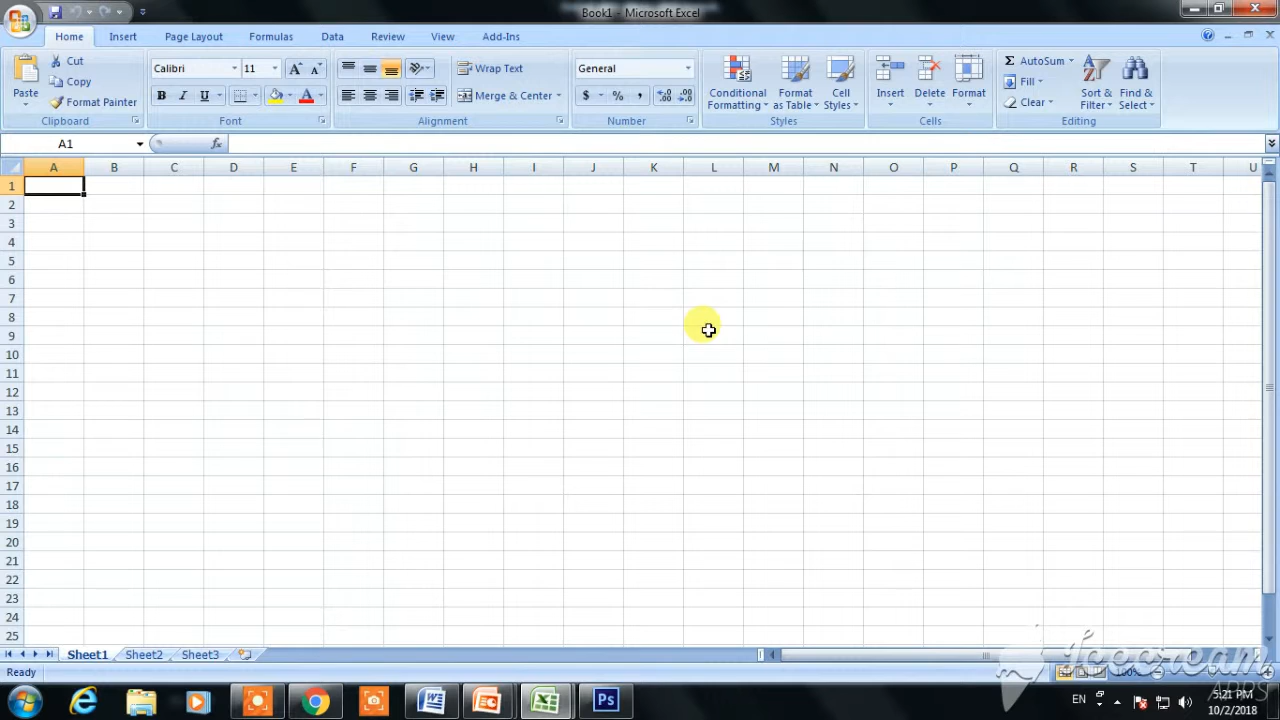 Book1 - Microsoft Excel
Home Insert Page Layout Formulas Data Review View Add-Ins
Paste
Cut
Copy
Format Painter
Clipboard
Calibri 11
B I U A
Font
Wrap Text
Merge & Center
Alignment
General
$ % ,
Number
Conditional Formatting
Format as Table
Cell Styles
Styles
Insert
Delete
Format
Cells
Σ AutoSum
Fill
Clear
Sort & Filter
Find & Select
Editing
A1 fx
A B C D E F G H I J K L M N O P Q R S T U
1
2
3
4
5
6
7
8
9
10
11
12
13
14
15
16
17
18
19
20
21
22
23
24
25
Sheet1 Sheet2 Sheet3
Ready
100%
Icecream
APPS
Ps
EN
5:21 PM
10/2/2018